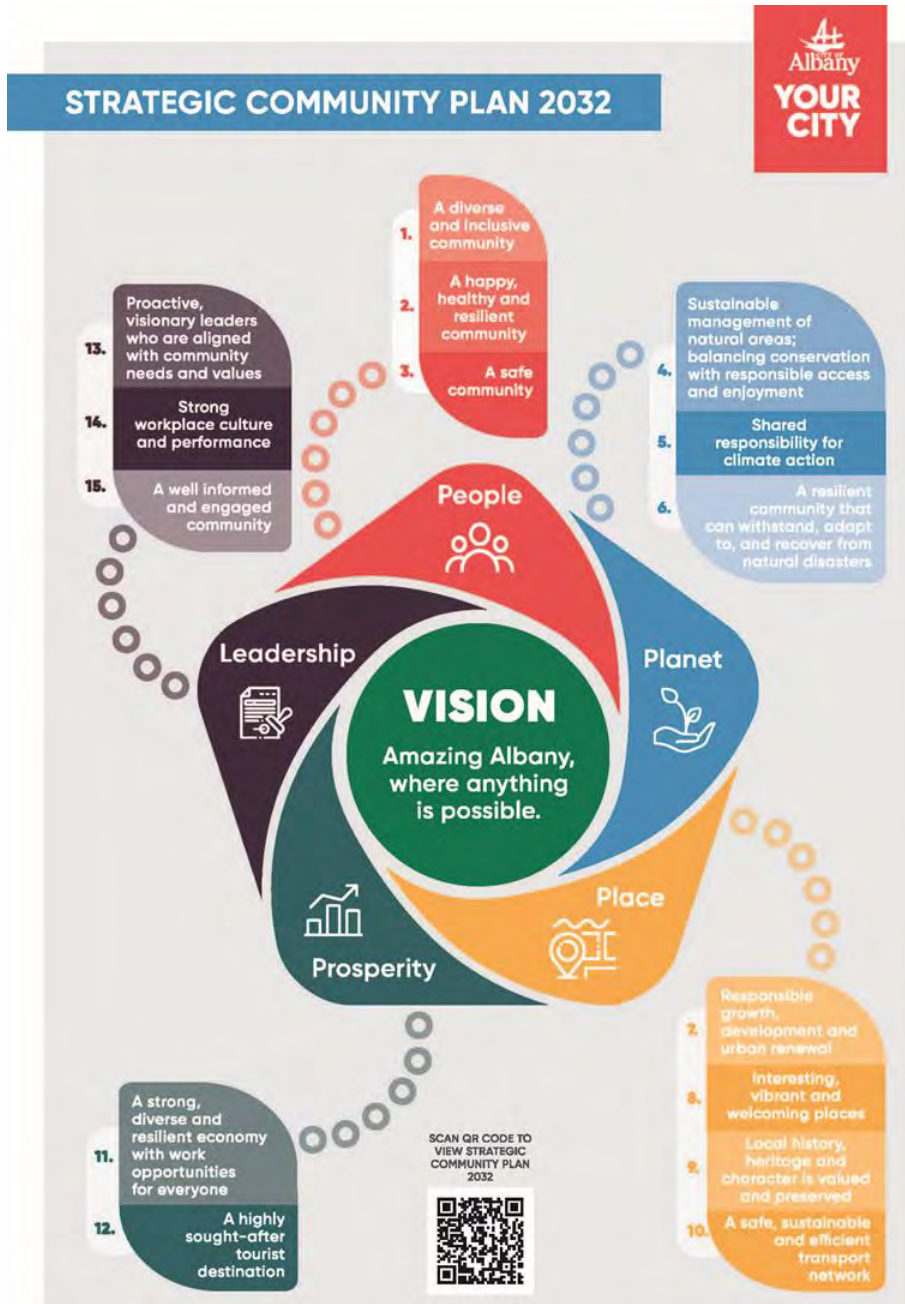 CITY OF
Albany
YOUR
CITY
STRATEGIC COMMUNITY PLAN 2032
1.
A diverse
and inclusive
community
2.
A happy,
healthy and
resilient
community
3.
A safe
community
13.
Proactive,
visionary leaders
who are aligned
with community
needs and values
14.
Strong
workplace culture
and performance
15.
A well informed
and engaged
community
4.
Sustainable
management of
natural areas;
balancing conservation
with responsible access
and enjoyment
5.
Shared
responsibility for
climate action
6.
A resilient
community that
can withstand, adapt
to, and recover from
natural disasters
People
Leadership
Planet
VISION
Amazing Albany,
where anything
is possible.
Place
Prosperity
7.
Responsible
growth,
development and
urban renewal
8.
Interesting,
vibrant and
welcoming places
9.
Local history,
heritage and
character is valued
and preserved
10.
A safe, sustainable
and efficient
transport
network
11.
A strong,
diverse and
resilient economy
with work
opportunities
for everyone
12.
A highly
sought-after
tourist
destination
SCAN QR CODE TO
VIEW STRATEGIC
COMMUNITY PLAN
2032